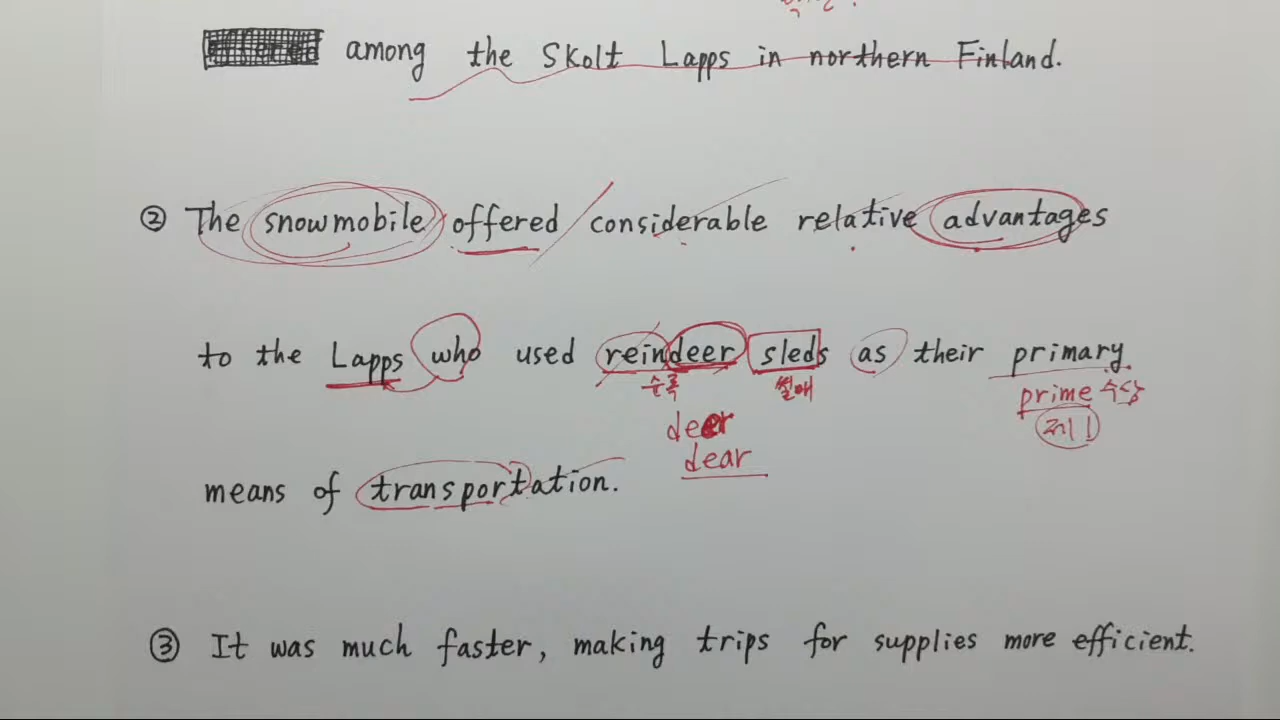 among the Skolt Lapps in northern Finland.
② The snowmobile offered considerable relative advantages
to the Lapps who used reindeer sleds as their primary
순록 썰매 prime 수상
제1
deer
dear
means of transportation.
③ It was much faster, making trips for supplies more efficient.